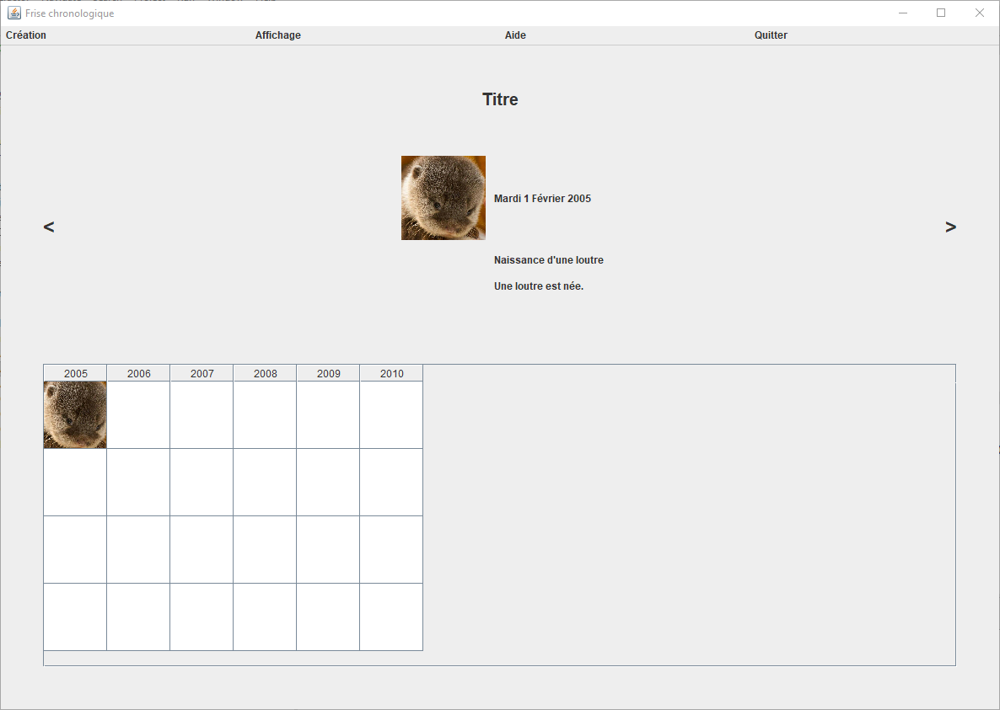 Frise chronologique
Création Affichage Aide Quitter
Titre
Mardi 1 Février 2005
< >
Naissance d'une loutre
Une loutre est née.
2005 2006 2007 2008 2009 2010